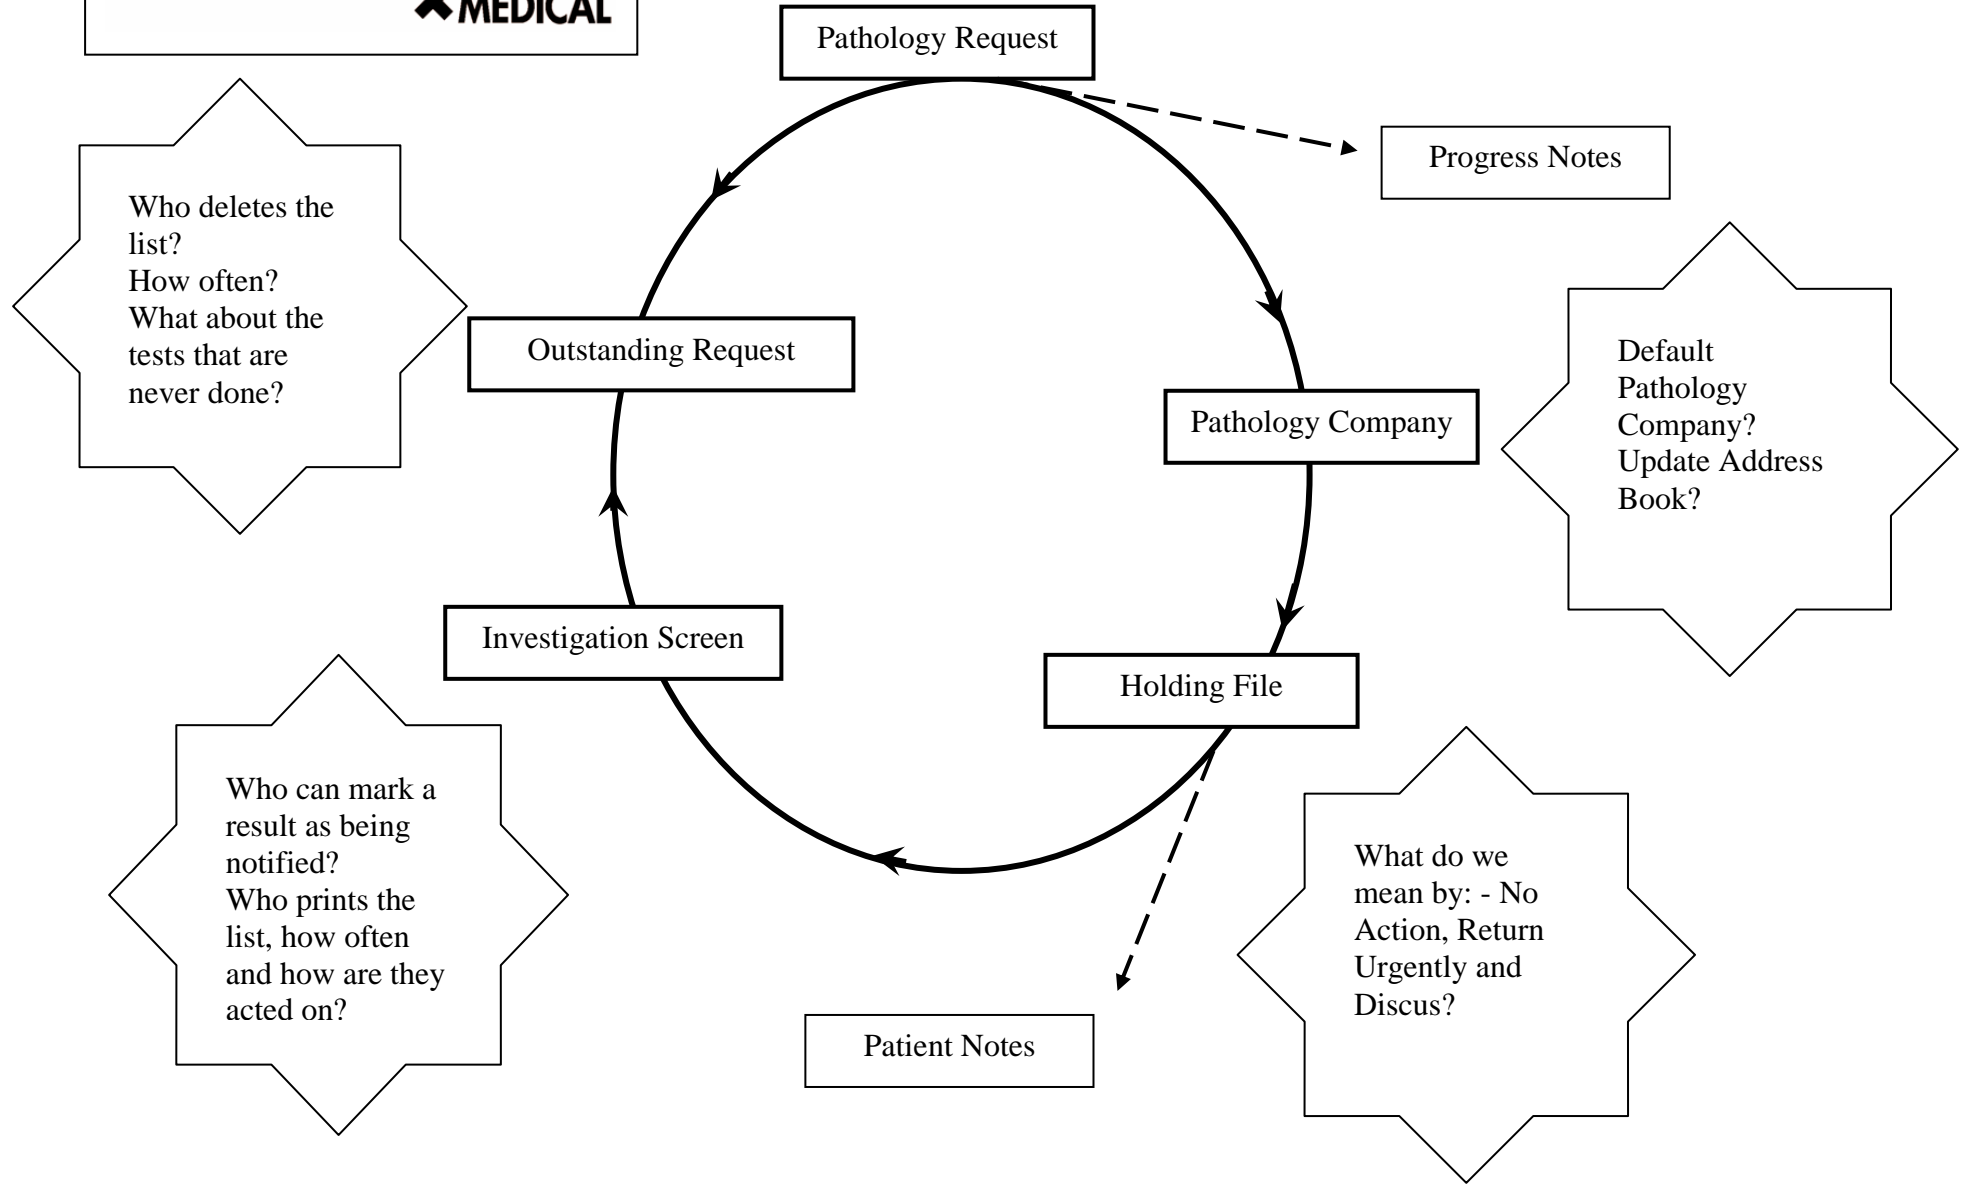 MEDICAL
Pathology Request
Progress Notes
Who deletes the
list?
How often?
What about the
tests that are
never done?
Outstanding Request
Default
Pathology
Company?
Update Address
Book?
Pathology Company
Investigation Screen
Holding File
Who can mark a
result as being
notified?
Who prints the
list, how often
and how are they
acted on?
What do we
mean by: - No
Action, Return
Urgently and
Discus?
Patient Notes